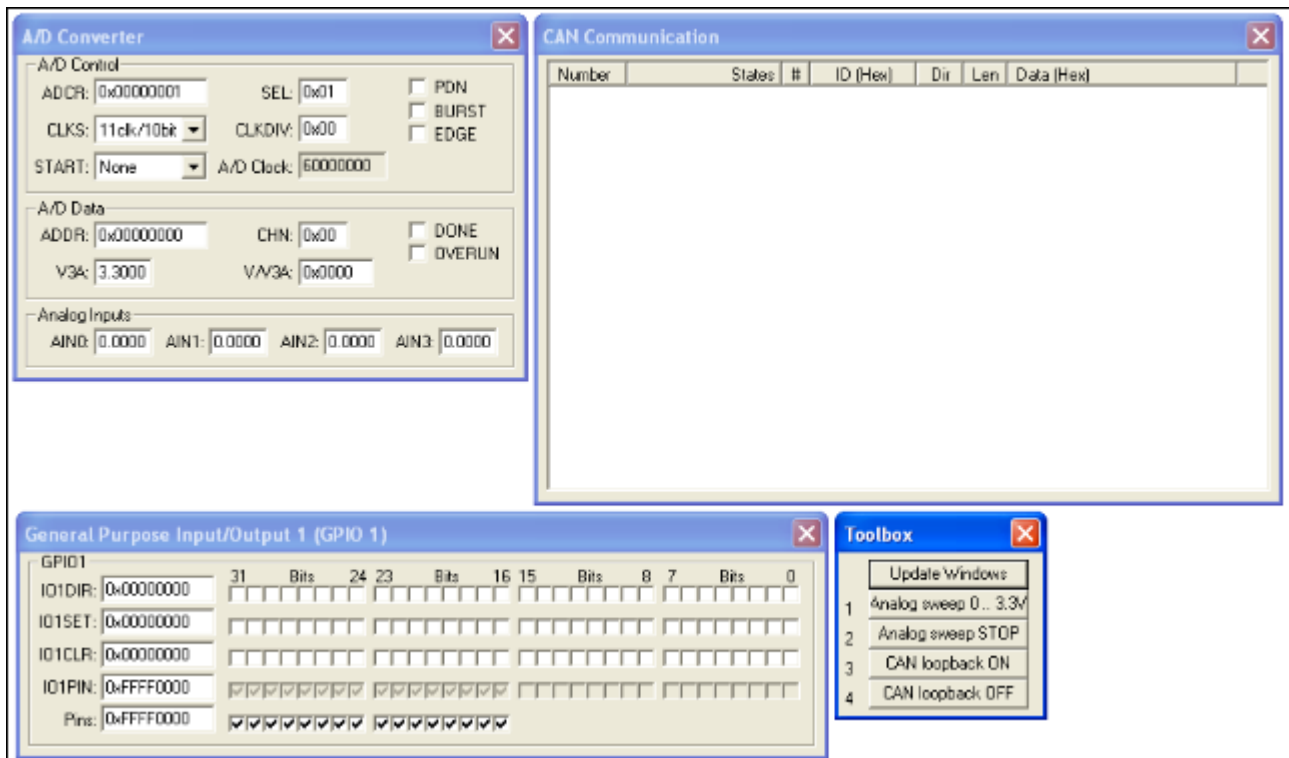 A/D Converter
A/D Control
ADCR: 0x00000001 SEL: 0x01 PDN
BURST
CLKS: 11clk/10bit CLKDIV: 0x00 EDGE
START: None A/D Clock: 60000000
A/D Data
ADDR: 0x00000000 CHN: 0x00 DONE
OVERUN
V3A: 3.3000 V/V3A: 0x0000
Analog Inputs
AIN0: 0.0000 AIN1: 0.0000 AIN2: 0.0000 AIN3: 0.0000
CAN Communication
Number States # ID (Hex) Dir Len Data (Hex)
General Purpose Input/Output 1 (GPIO 1)
GPIO1
31 Bits 24 23 Bits 16 15 Bits 8 7 Bits 0
IO1DIR: 0x00000000
IO1SET: 0x00000000
IO1CLR: 0x00000000
IO1PIN: 0xFFFF0000
Pins: 0xFFFF0000
Toolbox
Update Windows
1 Analog sweep 0 .. 3.3V
2 Analog sweep STOP
3 CAN loopback ON
4 CAN loopback OFF